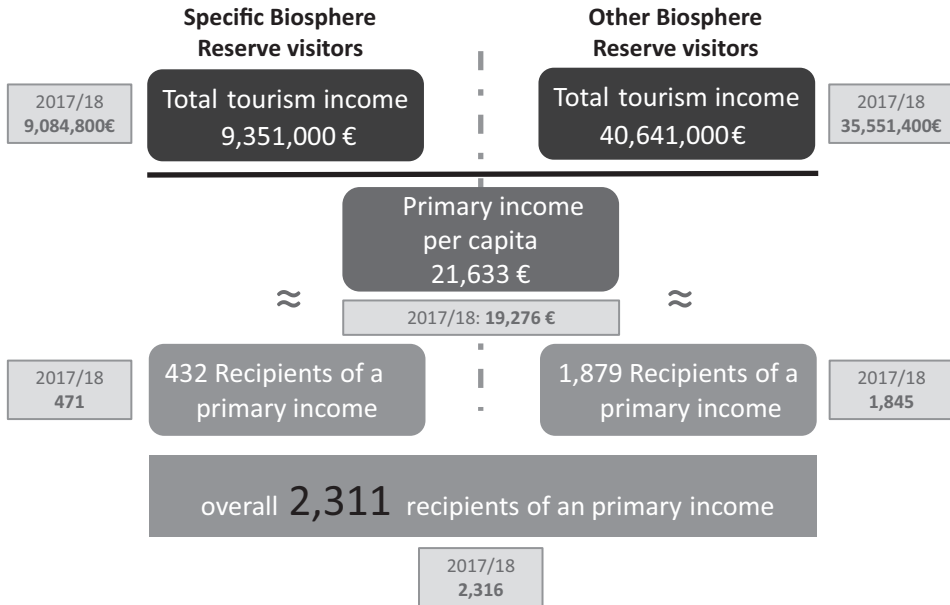 Specific Biosphere
Reserve visitors
Other Biosphere
Reserve visitors
2017/18
9,084,800€
Total tourism income
9,351,000 €
Total tourism income
40,641,000€
2017/18
35,551,400€
Primary income
per capita
21,633 €
≈
≈
2017/18: 19,276 €
2017/18
471
432 Recipients of a
primary income
1,879 Recipients of a
primary income
2017/18
1,845
overall 2,311 recipients of an primary income
2017/18
2,316